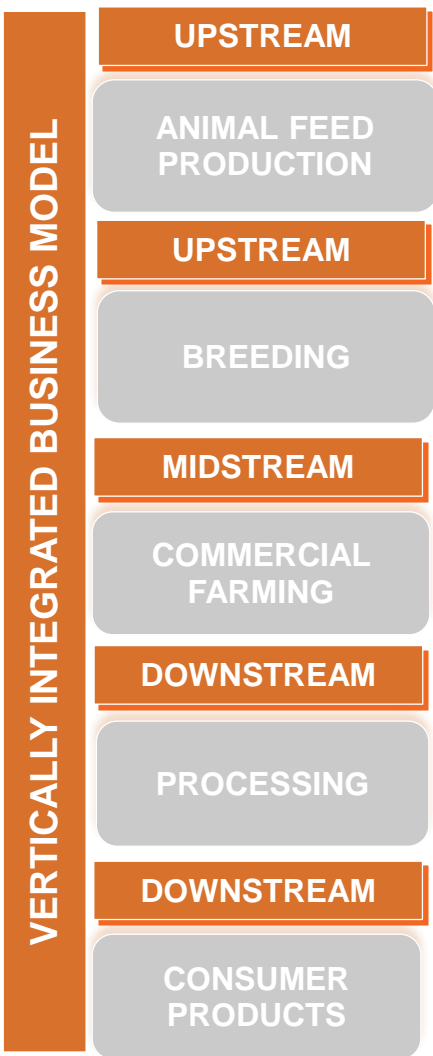 VERTICALLY INTEGRATED BUSINESS MODEL
UPSTREAM
ANIMAL FEED
PRODUCTION
UPSTREAM
BREEDING
MIDSTREAM
COMMERCIAL
FARMING
DOWNSTREAM
PROCESSING
DOWNSTREAM
CONSUMER
PRODUCTS